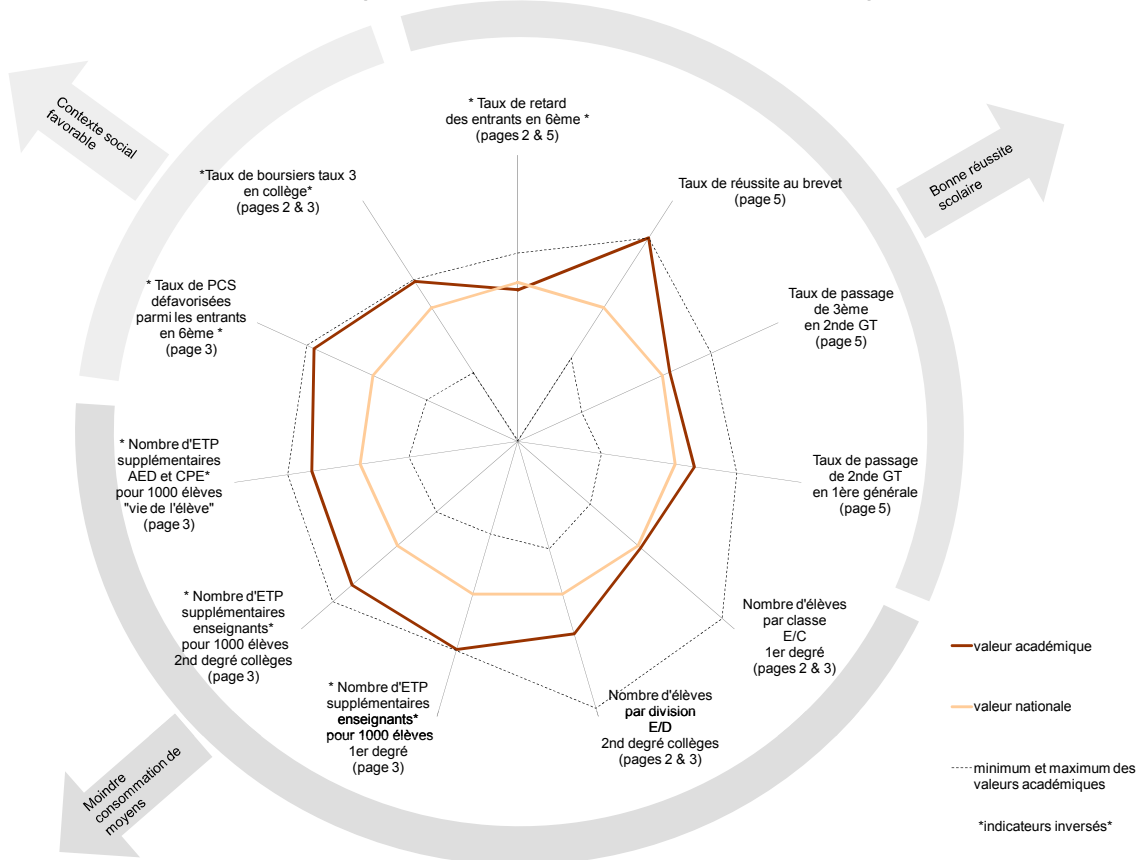 * Taux de retard
des entrants en 6ème *
(pages 2 & 5)
Taux de réussite au brevet
(page 5)
Taux de passage
de 3ème
en 2nde GT
(page 5)
Taux de passage
de 2nde GT
en 1ère générale
(page 5)
Nombre d'élèves
par classe
E/C
1er degré
(pages 2 & 3)
Nombre d'élèves
par division
E/D
2nd degré collèges
(pages 2 & 3)
* Nombre d'ETP
supplémentaires
enseignants*
pour 1000 élèves
1er degré
(page 3)
* Nombre d'ETP
supplémentaires
enseignants*
pour 1000 élèves
2nd degré collèges
(page 3)
* Nombre d'ETP
supplémentaires
AED et CPE*
pour 1000 élèves
"vie de l'élève"
(page 3)
* Taux de PCS
défavorisées
parmi les entrants
en 6ème *
(page 3)
*Taux de boursiers taux 3
en collège*
(pages 2 & 3)
Contexte social
favorable
Bonne réussite
scolaire
Moindre
consommation de
moyens
valeur académique
valeur nationale
minimum et maximum des
valeurs académiques
*indicateurs inversés*